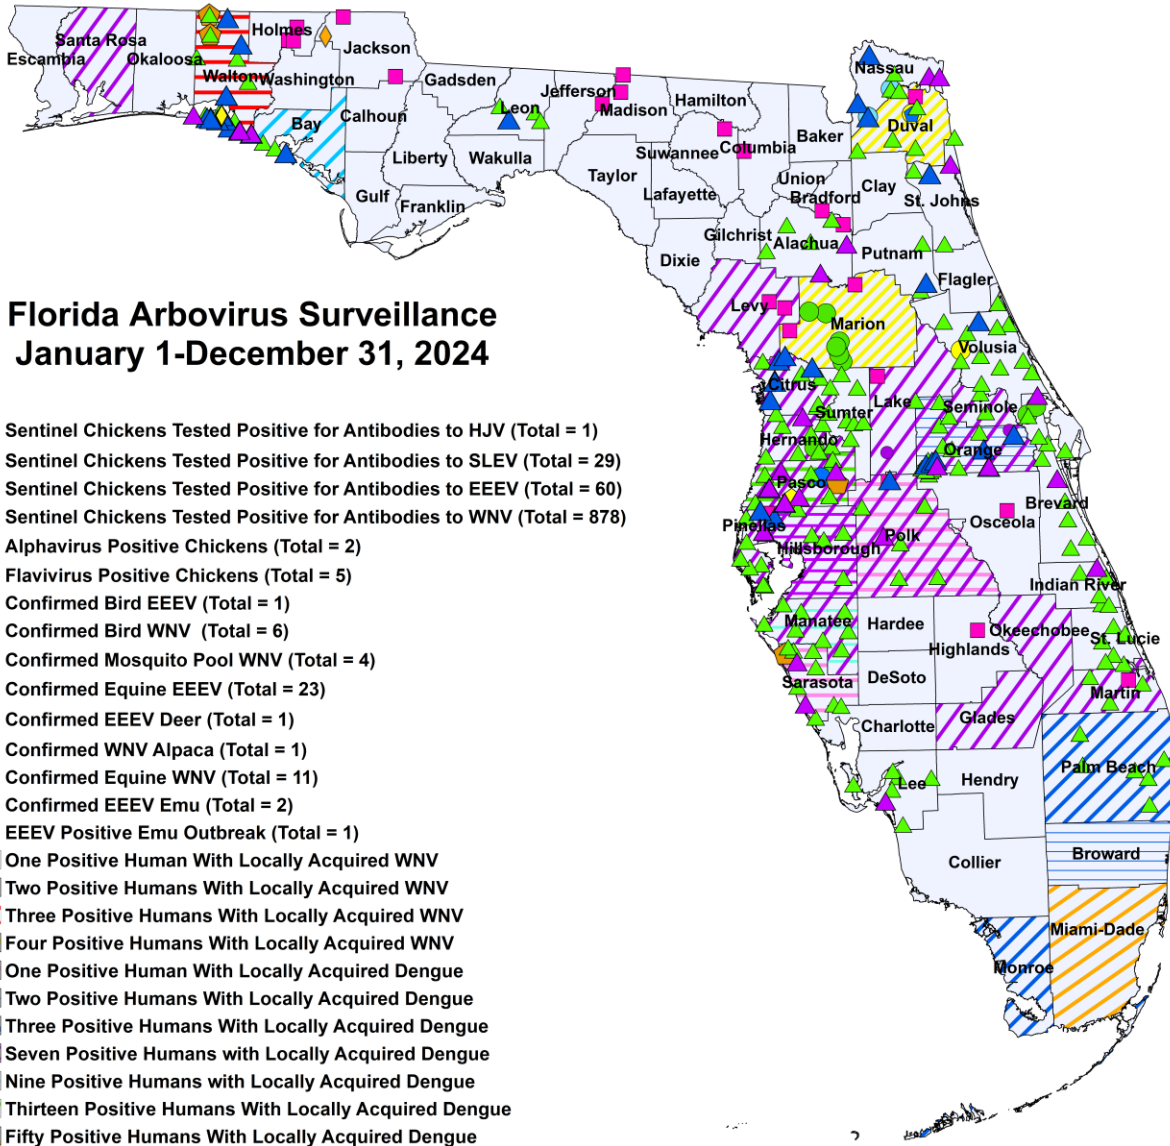 Florida Arbovirus Surveillance
January 1-December 31, 2024
Sentinel Chickens Tested Positive for Antibodies to HJV (Total = 1)
Sentinel Chickens Tested Positive for Antibodies to SLEV (Total = 29)
Sentinel Chickens Tested Positive for Antibodies to EEEV (Total = 60)
Sentinel Chickens Tested Positive for Antibodies to WNV (Total = 878)
Alphavirus Positive Chickens (Total = 2)
Flavivirus Positive Chickens (Total = 5)
Confirmed Bird EEEV (Total = 1)
Confirmed Bird WNV (Total = 6)
Confirmed Mosquito Pool WNV (Total = 4)
Confirmed Equine EEEV (Total = 23)
Confirmed EEEV Deer (Total = 1)
Confirmed WNV Alpaca (Total = 1)
Confirmed Equine WNV (Total = 11)
Confirmed EEEV Emu (Total = 2)
EEEV Positive Emu Outbreak (Total = 1)
One Positive Human With Locally Acquired WNV
Two Positive Humans With Locally Acquired WNV
Three Positive Humans With Locally Acquired WNV
Four Positive Humans With Locally Acquired WNV
One Positive Human With Locally Acquired Dengue
Two Positive Humans With Locally Acquired Dengue
Three Positive Humans With Locally Acquired Dengue
Seven Positive Humans with Locally Acquired Dengue
Nine Positive Humans with Locally Acquired Dengue
Thirteen Positive Humans With Locally Acquired Dengue
Fifty Positive Humans With Locally Acquired Dengue
Escambia
Santa Rosa
Okaloosa
Walton
Holmes
Washington
Jackson
Bay
Calhoun
Gulf
Gadsden
Liberty
Franklin
Leon
Wakulla
Jefferson
Madison
Taylor
Hamilton
Suwannee
Lafayette
Columbia
Dixie
Gilchrist
Baker
Union
Bradford
Alachua
Nassau
Duval
Clay
St. Johns
Putnam
Flagler
Levy
Marion
Volusia
Citrus
Sumter
Lake
Seminole
Hernando
Orange
Pasco
Pinellas
Hillsborough
Polk
Osceola
Brevard
Indian River
Manatee
Hardee
Highlands
Okeechobee
St. Lucie
Sarasota
DeSoto
Martin
Charlotte
Glades
Lee
Hendry
Palm Beach
Collier
Broward
Monroe
Miami-Dade